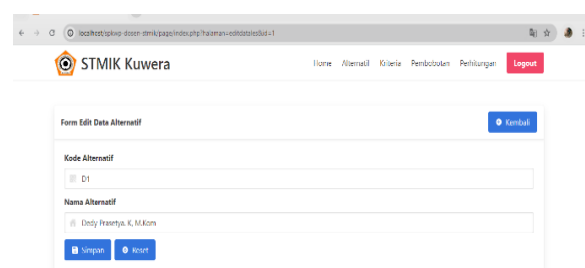 localhost/spkwp-dosen-stmik/page/index.php?halaman=editdatales&id=1
STMIK Kuwera
Home Alternatif Kriteria Pembobotan Perhitungan Logout
Form Edit Data Alternatif
Kembali
Kode Alternatif
D1
Nama Alternatif
Dedy Prasetya. K, M.Kom
Simpan Reset